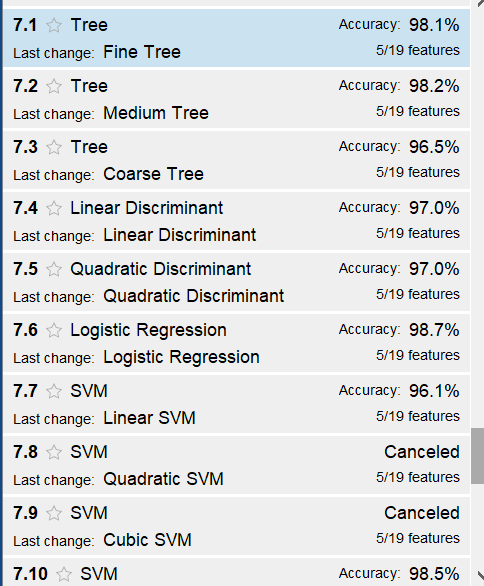 7.1 Tree Accuracy: 98.1%
Last change: Fine Tree 5/19 features
7.2 Tree Accuracy: 98.2%
Last change: Medium Tree 5/19 features
7.3 Tree Accuracy: 96.5%
Last change: Coarse Tree 5/19 features
7.4 Linear Discriminant Accuracy: 97.0%
Last change: Linear Discriminant 5/19 features
7.5 Quadratic Discriminant Accuracy: 97.0%
Last change: Quadratic Discriminant 5/19 features
7.6 Logistic Regression Accuracy: 98.7%
Last change: Logistic Regression 5/19 features
7.7 SVM Accuracy: 96.1%
Last change: Linear SVM 5/19 features
7.8 SVM Canceled
Last change: Quadratic SVM 5/19 features
7.9 SVM Canceled
Last change: Cubic SVM 5/19 features
7.10 SVM Accuracy: 98.5%